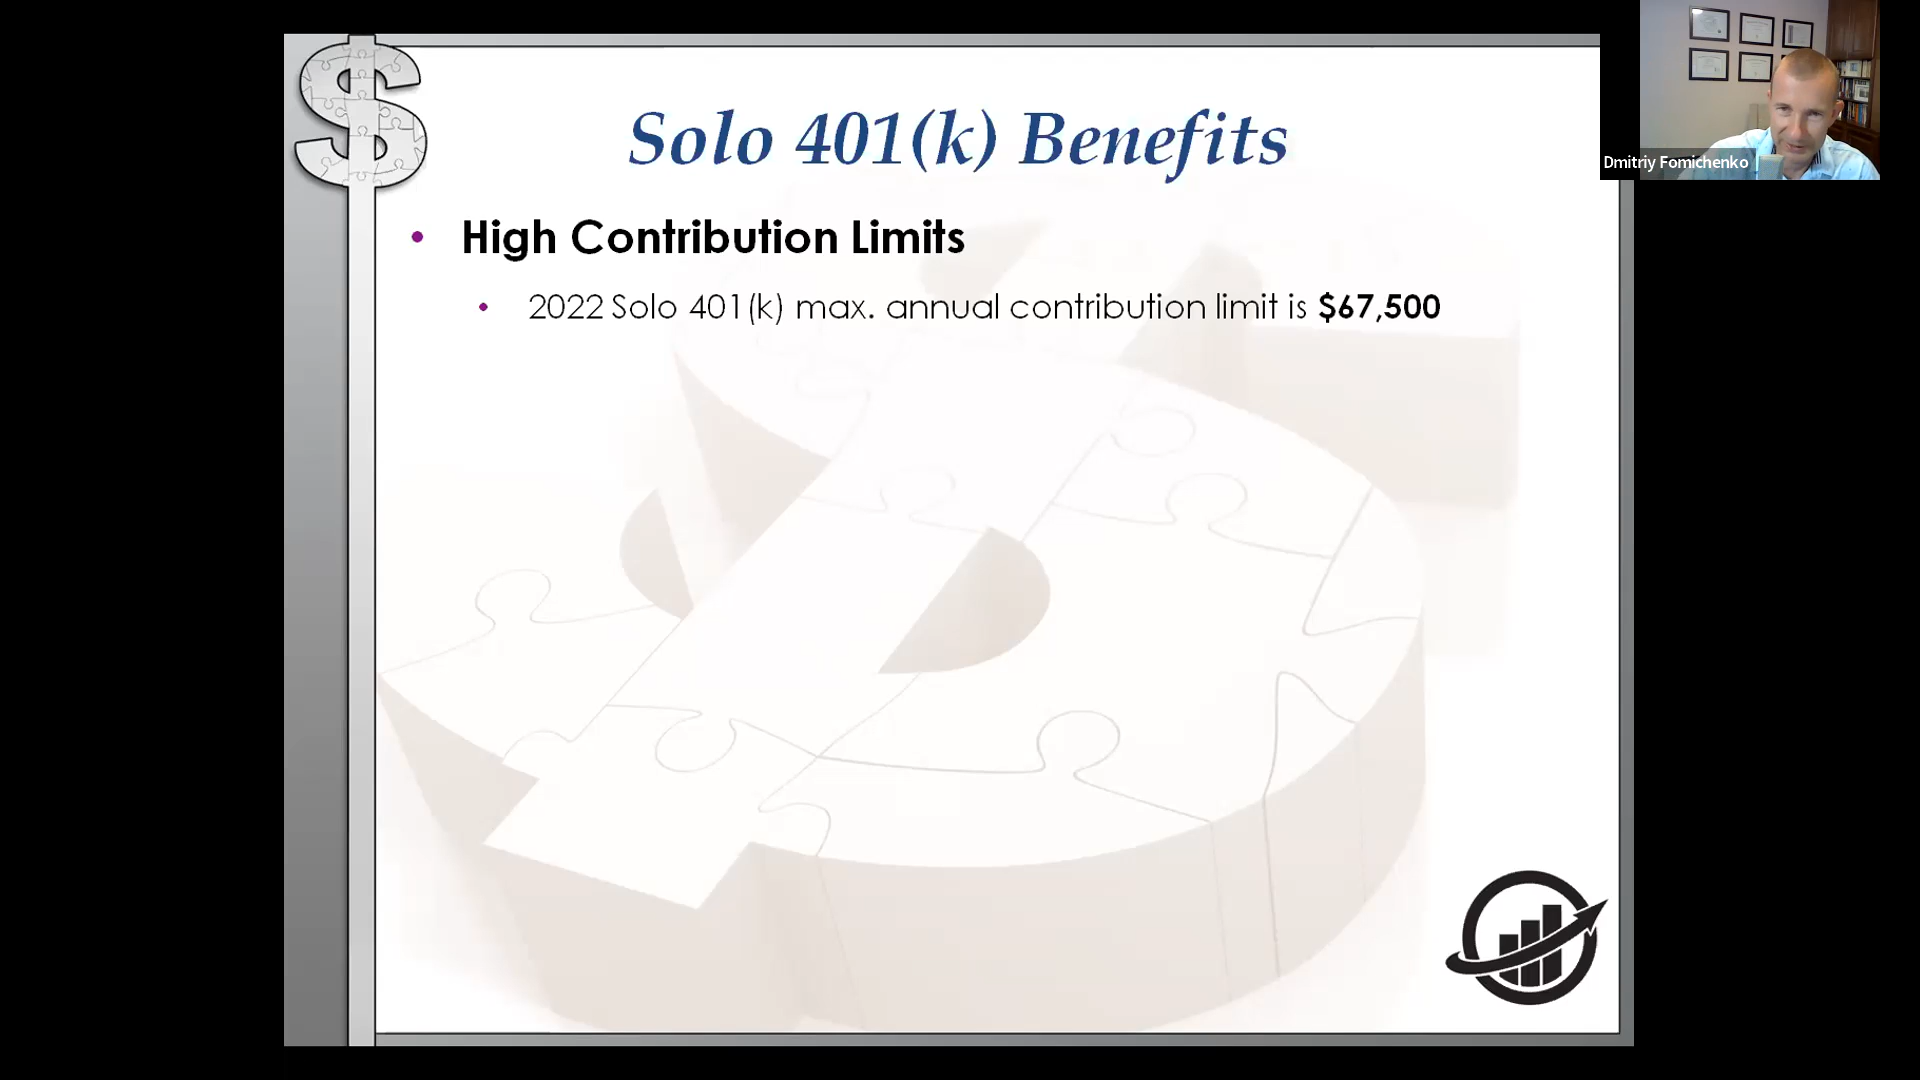 Solo 401(k) Benefits
• High Contribution Limits
• 2022 Solo 401(k) max. annual contribution limit is $67,500
Dmitriy Fomichenko